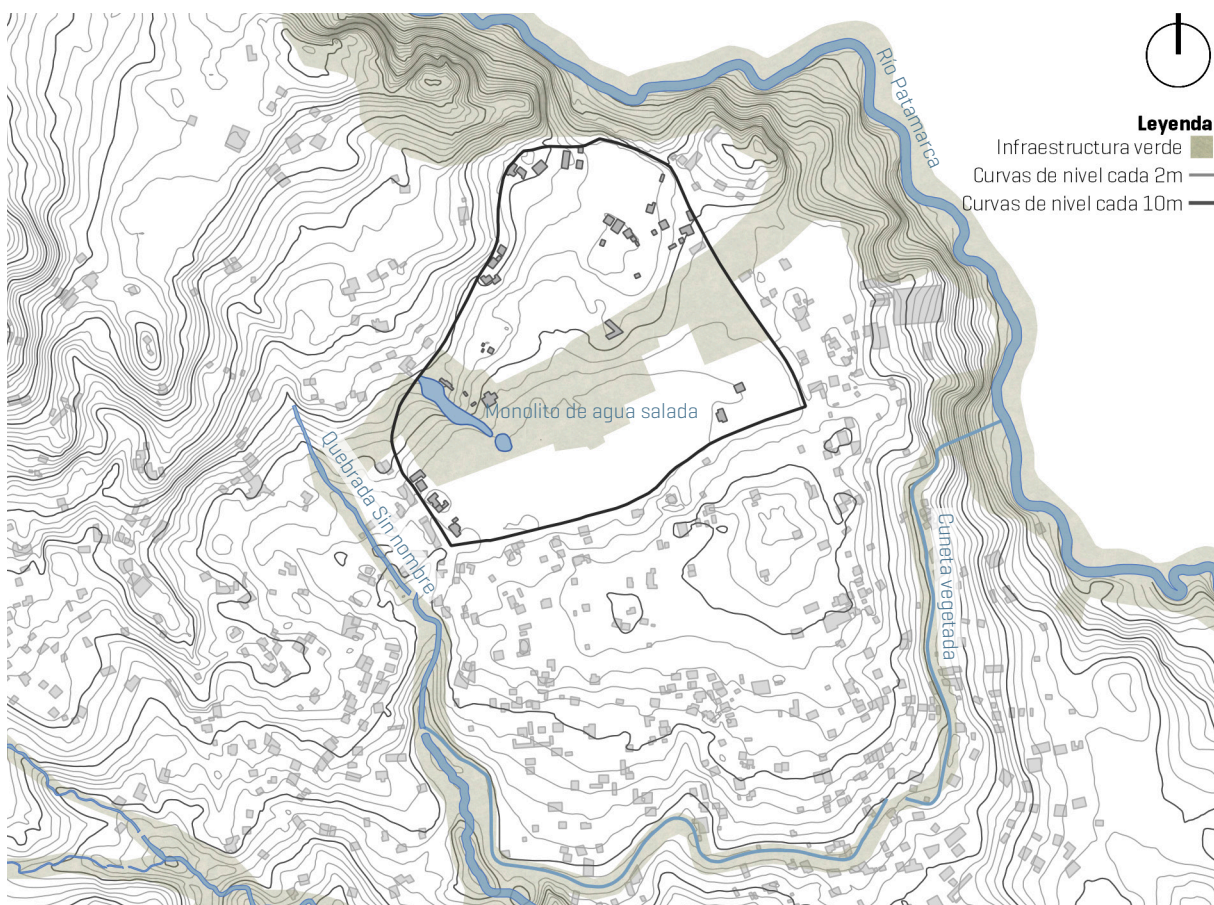 Río Patamarca
Leyenda
Infraestructura verde
Curvas de nivel cada 2m
Curvas de nivel cada 10m
Monolito de agua salada
Quebrada Sin nombre
Cuneta vegetada